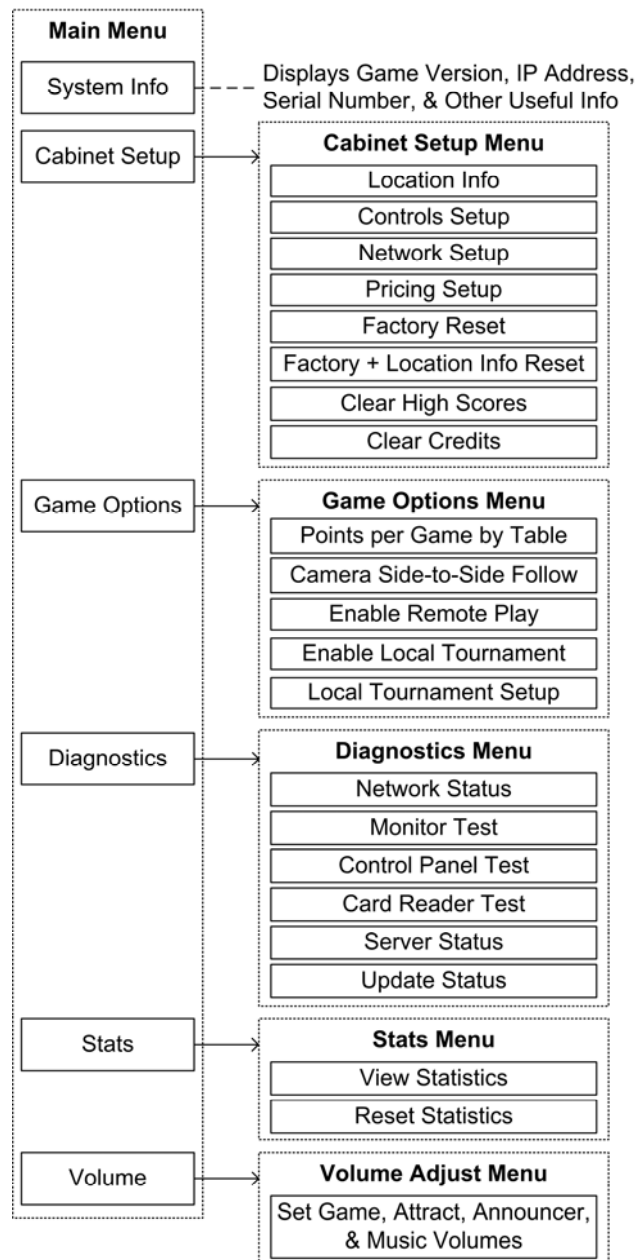 Main Menu
System Info
Displays Game Version, IP Address,
Serial Number, & Other Useful Info
Cabinet Setup
Cabinet Setup Menu
Location Info
Controls Setup
Network Setup
Pricing Setup
Factory Reset
Factory + Location Info Reset
Clear High Scores
Clear Credits
Game Options
Game Options Menu
Points per Game by Table
Camera Side-to-Side Follow
Enable Remote Play
Enable Local Tournament
Local Tournament Setup
Diagnostics
Diagnostics Menu
Network Status
Monitor Test
Control Panel Test
Card Reader Test
Server Status
Update Status
Stats
Stats Menu
View Statistics
Reset Statistics
Volume
Volume Adjust Menu
Set Game, Attract, Announcer,
& Music Volumes